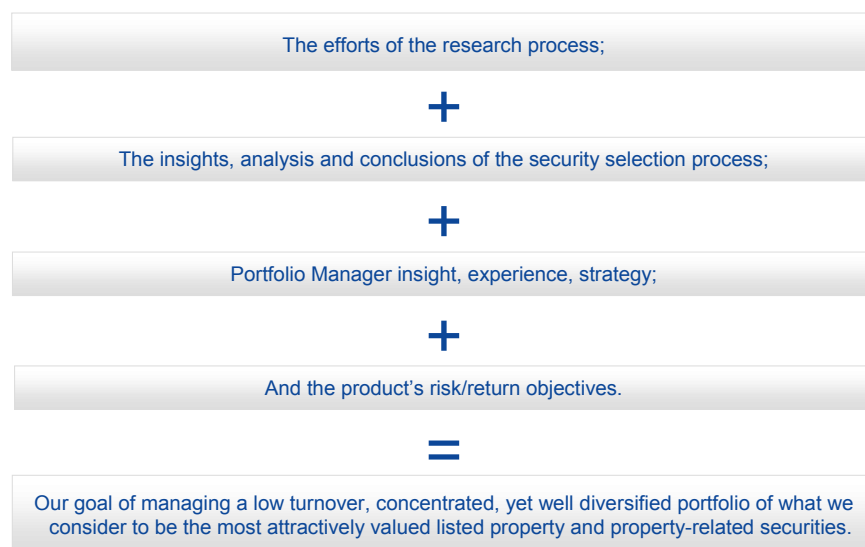 The efforts of the research process;
+
The insights, analysis and conclusions of the security selection process;
+
Portfolio Manager insight, experience, strategy;
+
And the product’s risk/return objectives.
=
Our goal of managing a low turnover, concentrated, yet well diversified portfolio of what we
consider to be the most attractively valued listed property and property-related securities.